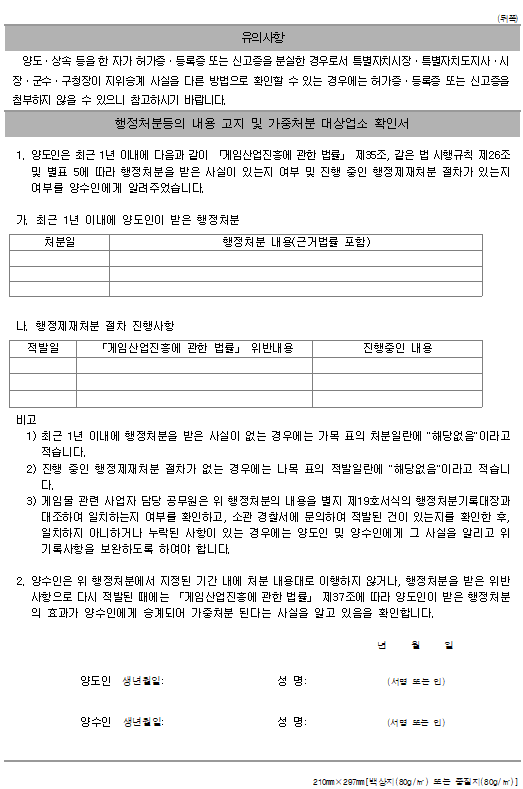 (뒤쪽)
유의사항
양도ㆍ상속 등을 한 자가 허가증ㆍ등록증 또는 신고증을 분실한 경우로서 특별자치시장ㆍ특별자치도지사ㆍ시
장ㆍ군수ㆍ구청장이 지위승계 사실을 다른 방법으로 확인할 수 있는 경우에는 허가증ㆍ등록증 또는 신고증을
첨부하지 않을 수 있으니 참고하시기 바랍니다.
행정처분등의 내용 고지 및 가중처분 대상업소 확인서
1. 양도인은 최근 1년 이내에 다음과 같이 「게임산업진흥에 관한 법률」 제35조, 같은 법 시행규칙 제26조
및 별표 5에 따라 행정처분을 받은 사실이 있는지 여부 및 진행 중인 행정제재처분 절차가 있는지
여부를 양수인에게 알려주었습니다.
가. 최근 1년 이내에 양도인이 받은 행정처분
처분일 행정처분 내용(근거법률 포함)
나. 행정제재처분 절차 진행사항
적발일 「게임산업진흥에 관한 법률」 위반내용 진행중인 내용
비고
1) 최근 1년 이내에 행정처분을 받은 사실이 없는 경우에는 가목 표의 처분일란에 "해당없음"이라고
적습니다.
2) 진행 중인 행정제재처분 절차가 없는 경우에는 나목 표의 적발일란에 "해당없음"이라고 적습니
다.
3) 게임물 관련 사업자 담당 공무원은 위 행정처분의 내용을 별지 제19호서식의 행정처분기록대장과
대조하여 일치하는지 여부를 확인하고, 소관 경찰서에 문의하여 적발된 건이 있는지를 확인한 후,
일치하지 아니하거나 누락된 사항이 있는 경우에는 양도인 및 양수인에게 그 사실을 알리고 위
기록사항을 보완하도록 하여야 합니다.
2. 양수인은 위 행정처분에서 지정된 기간 내에 처분 내용대로 이행하지 않거나, 행정처분을 받은 위반
사항으로 다시 적발된 때에는 「게임산업진흥에 관한 법률」 제37조에 따라 양도인이 받은 행정처분
의 효과가 양수인에게 승계되어 가중처분 된다는 사실을 알고 있음을 확인합니다.
년 월 일
양도인 생년월일: 성 명: (서명 또는 인)
양수인 생년월일: 성 명: (서명 또는 인)
210mm×297mm[백상지(80g/㎡) 또는 중질지(80g/㎡)]